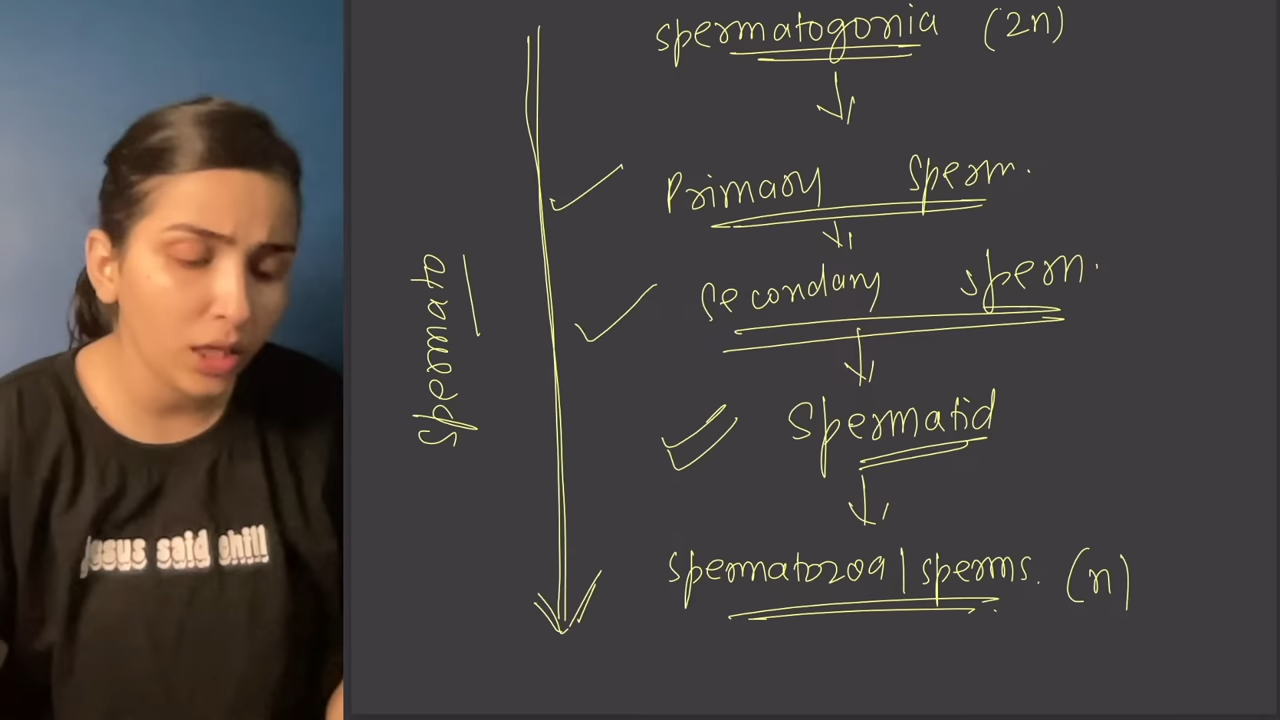 spermatogonia (2n)
Primary sperm.
Secondary sperm.
spermatid
spermatozoa | sperms. (n)
spermato
jesus said chill